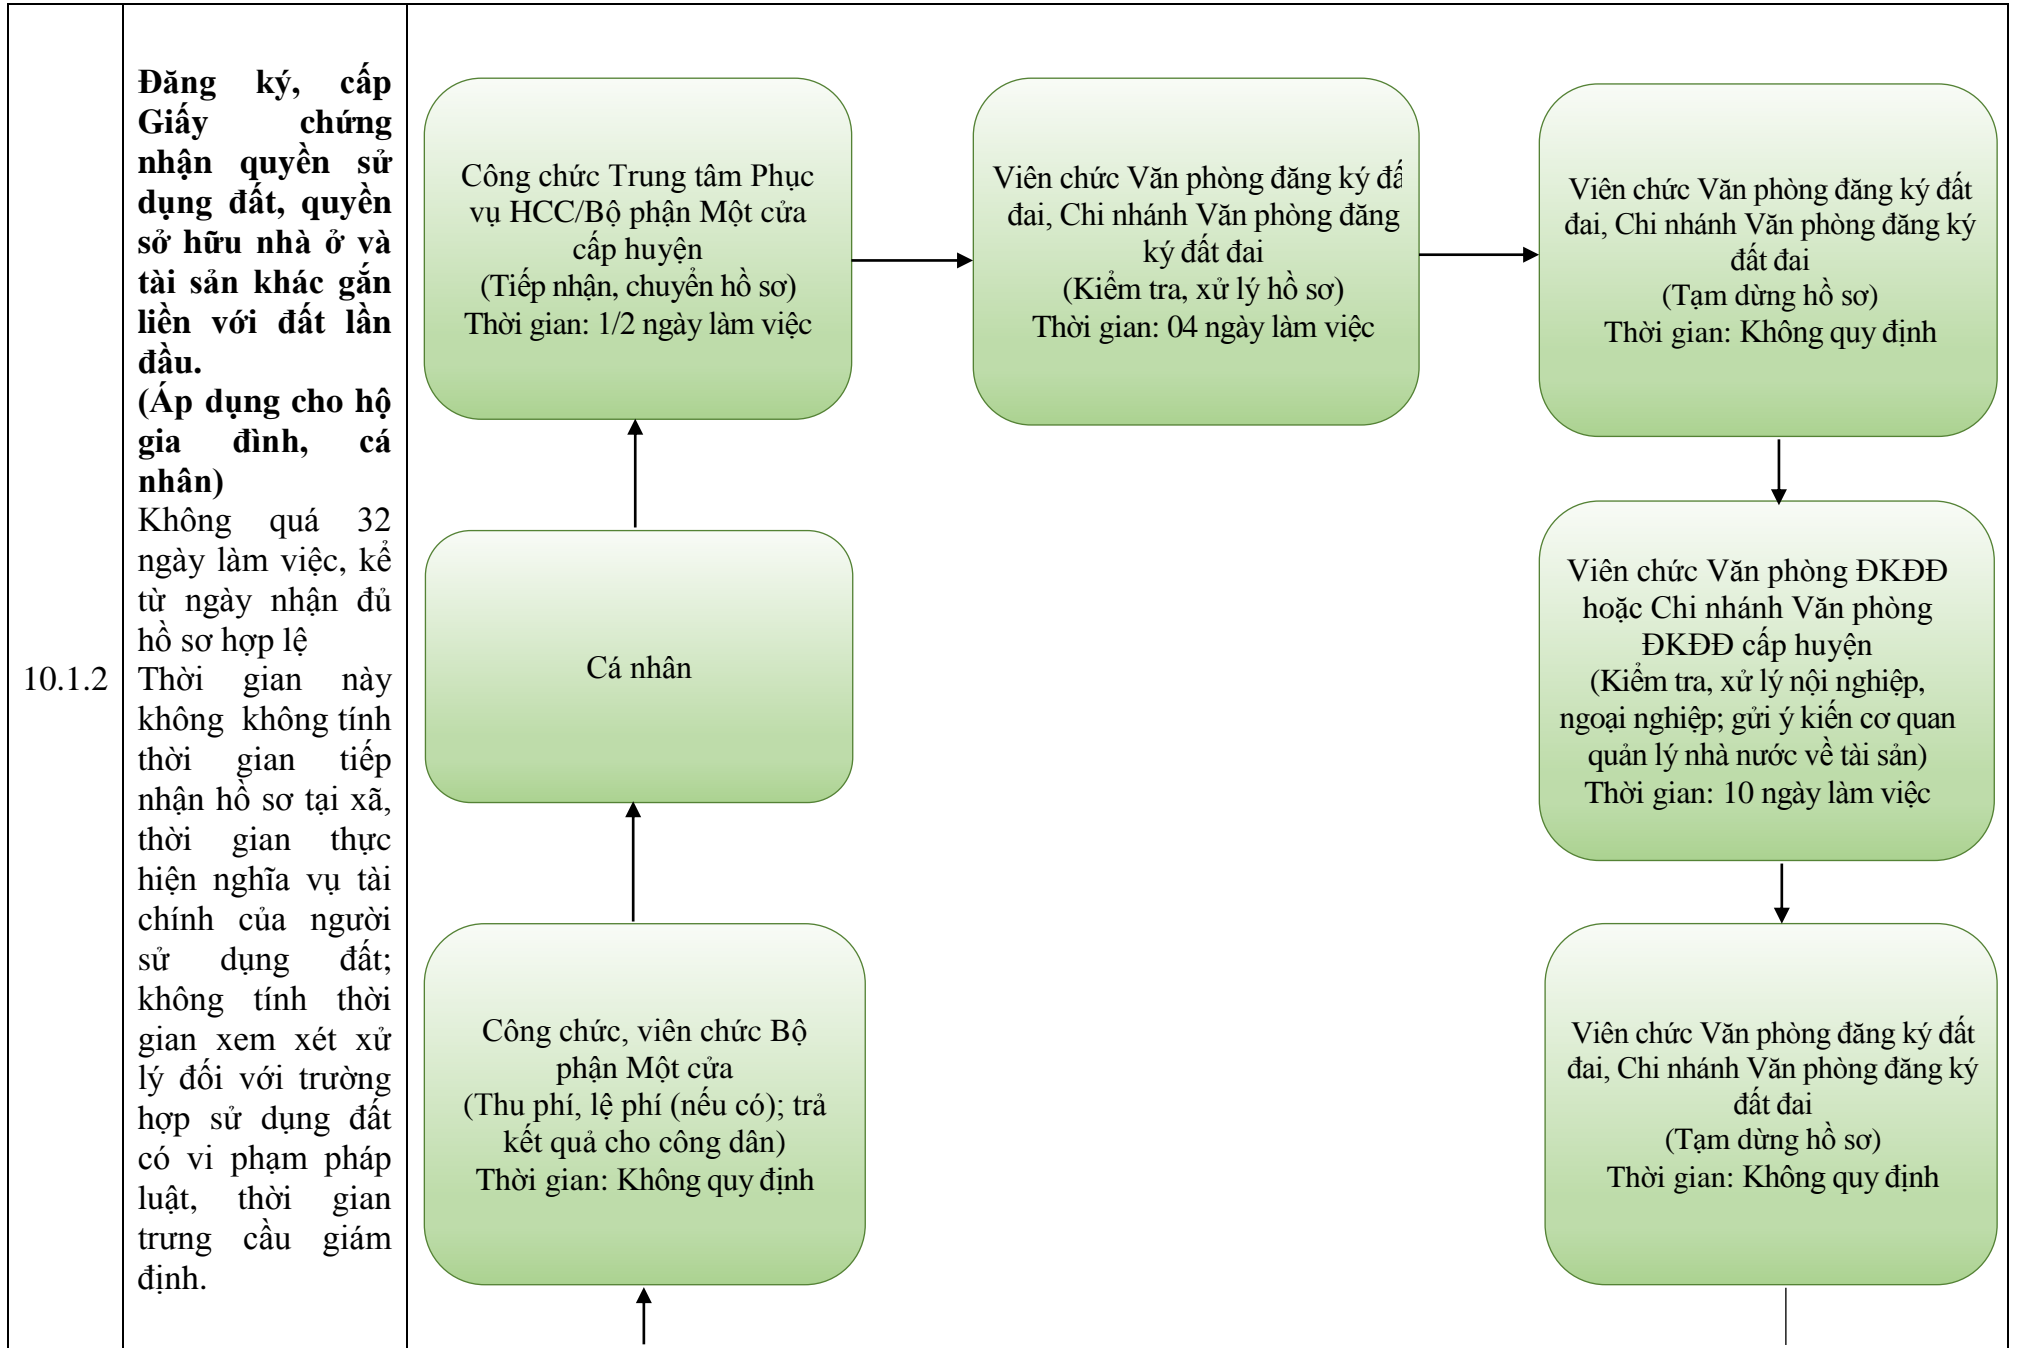 10.1.2
Đăng ký, cấp
Giấy chứng
nhận quyền sử
dụng đất, quyền
sở hữu nhà ở và
tài sản khác gắn
liền với đất lần
đầu.
(Áp dụng cho hộ
gia đình, cá
nhân)
Không quá 32
ngày làm việc, kể
từ ngày nhận đủ
hồ sơ hợp lệ
Thời gian này
không không tính
thời gian tiếp
nhận hồ sơ tại xã,
thời gian thực
hiện nghĩa vụ tài
chính của người
sử dụng đất;
không tính thời
gian xem xét xử
lý đối với trường
hợp sử dụng đất
có vi phạm pháp
luật, thời gian
trưng cầu giám
định.
Công chức Trung tâm Phục
vụ HCC/Bộ phận Một cửa
cấp huyện
(Tiếp nhận, chuyển hồ sơ)
Thời gian: 1/2 ngày làm việc
Viên chức Văn phòng đăng ký đấ
đai, Chi nhánh Văn phòng đăng
ký đất đai
(Kiểm tra, xử lý hồ sơ)
Thời gian: 04 ngày làm việc
Viên chức Văn phòng đăng ký đất
đai, Chi nhánh Văn phòng đăng ký
đất đai
(Tạm dừng hồ sơ)
Thời gian: Không quy định
Cá nhân
Viên chức Văn phòng ĐKĐĐ
hoặc Chi nhánh Văn phòng
ĐKĐĐ cấp huyện
(Kiểm tra, xử lý nội nghiệp,
ngoại nghiệp; gửi ý kiến cơ quan
quản lý nhà nước về tài sản)
Thời gian: 10 ngày làm việc
Công chức, viên chức Bộ
phận Một cửa
(Thu phí, lệ phí (nếu có); trả
kết quả cho công dân)
Thời gian: Không quy định
Viên chức Văn phòng đăng ký đất
đai, Chi nhánh Văn phòng đăng ký
đất đai
(Tạm dừng hồ sơ)
Thời gian: Không quy định